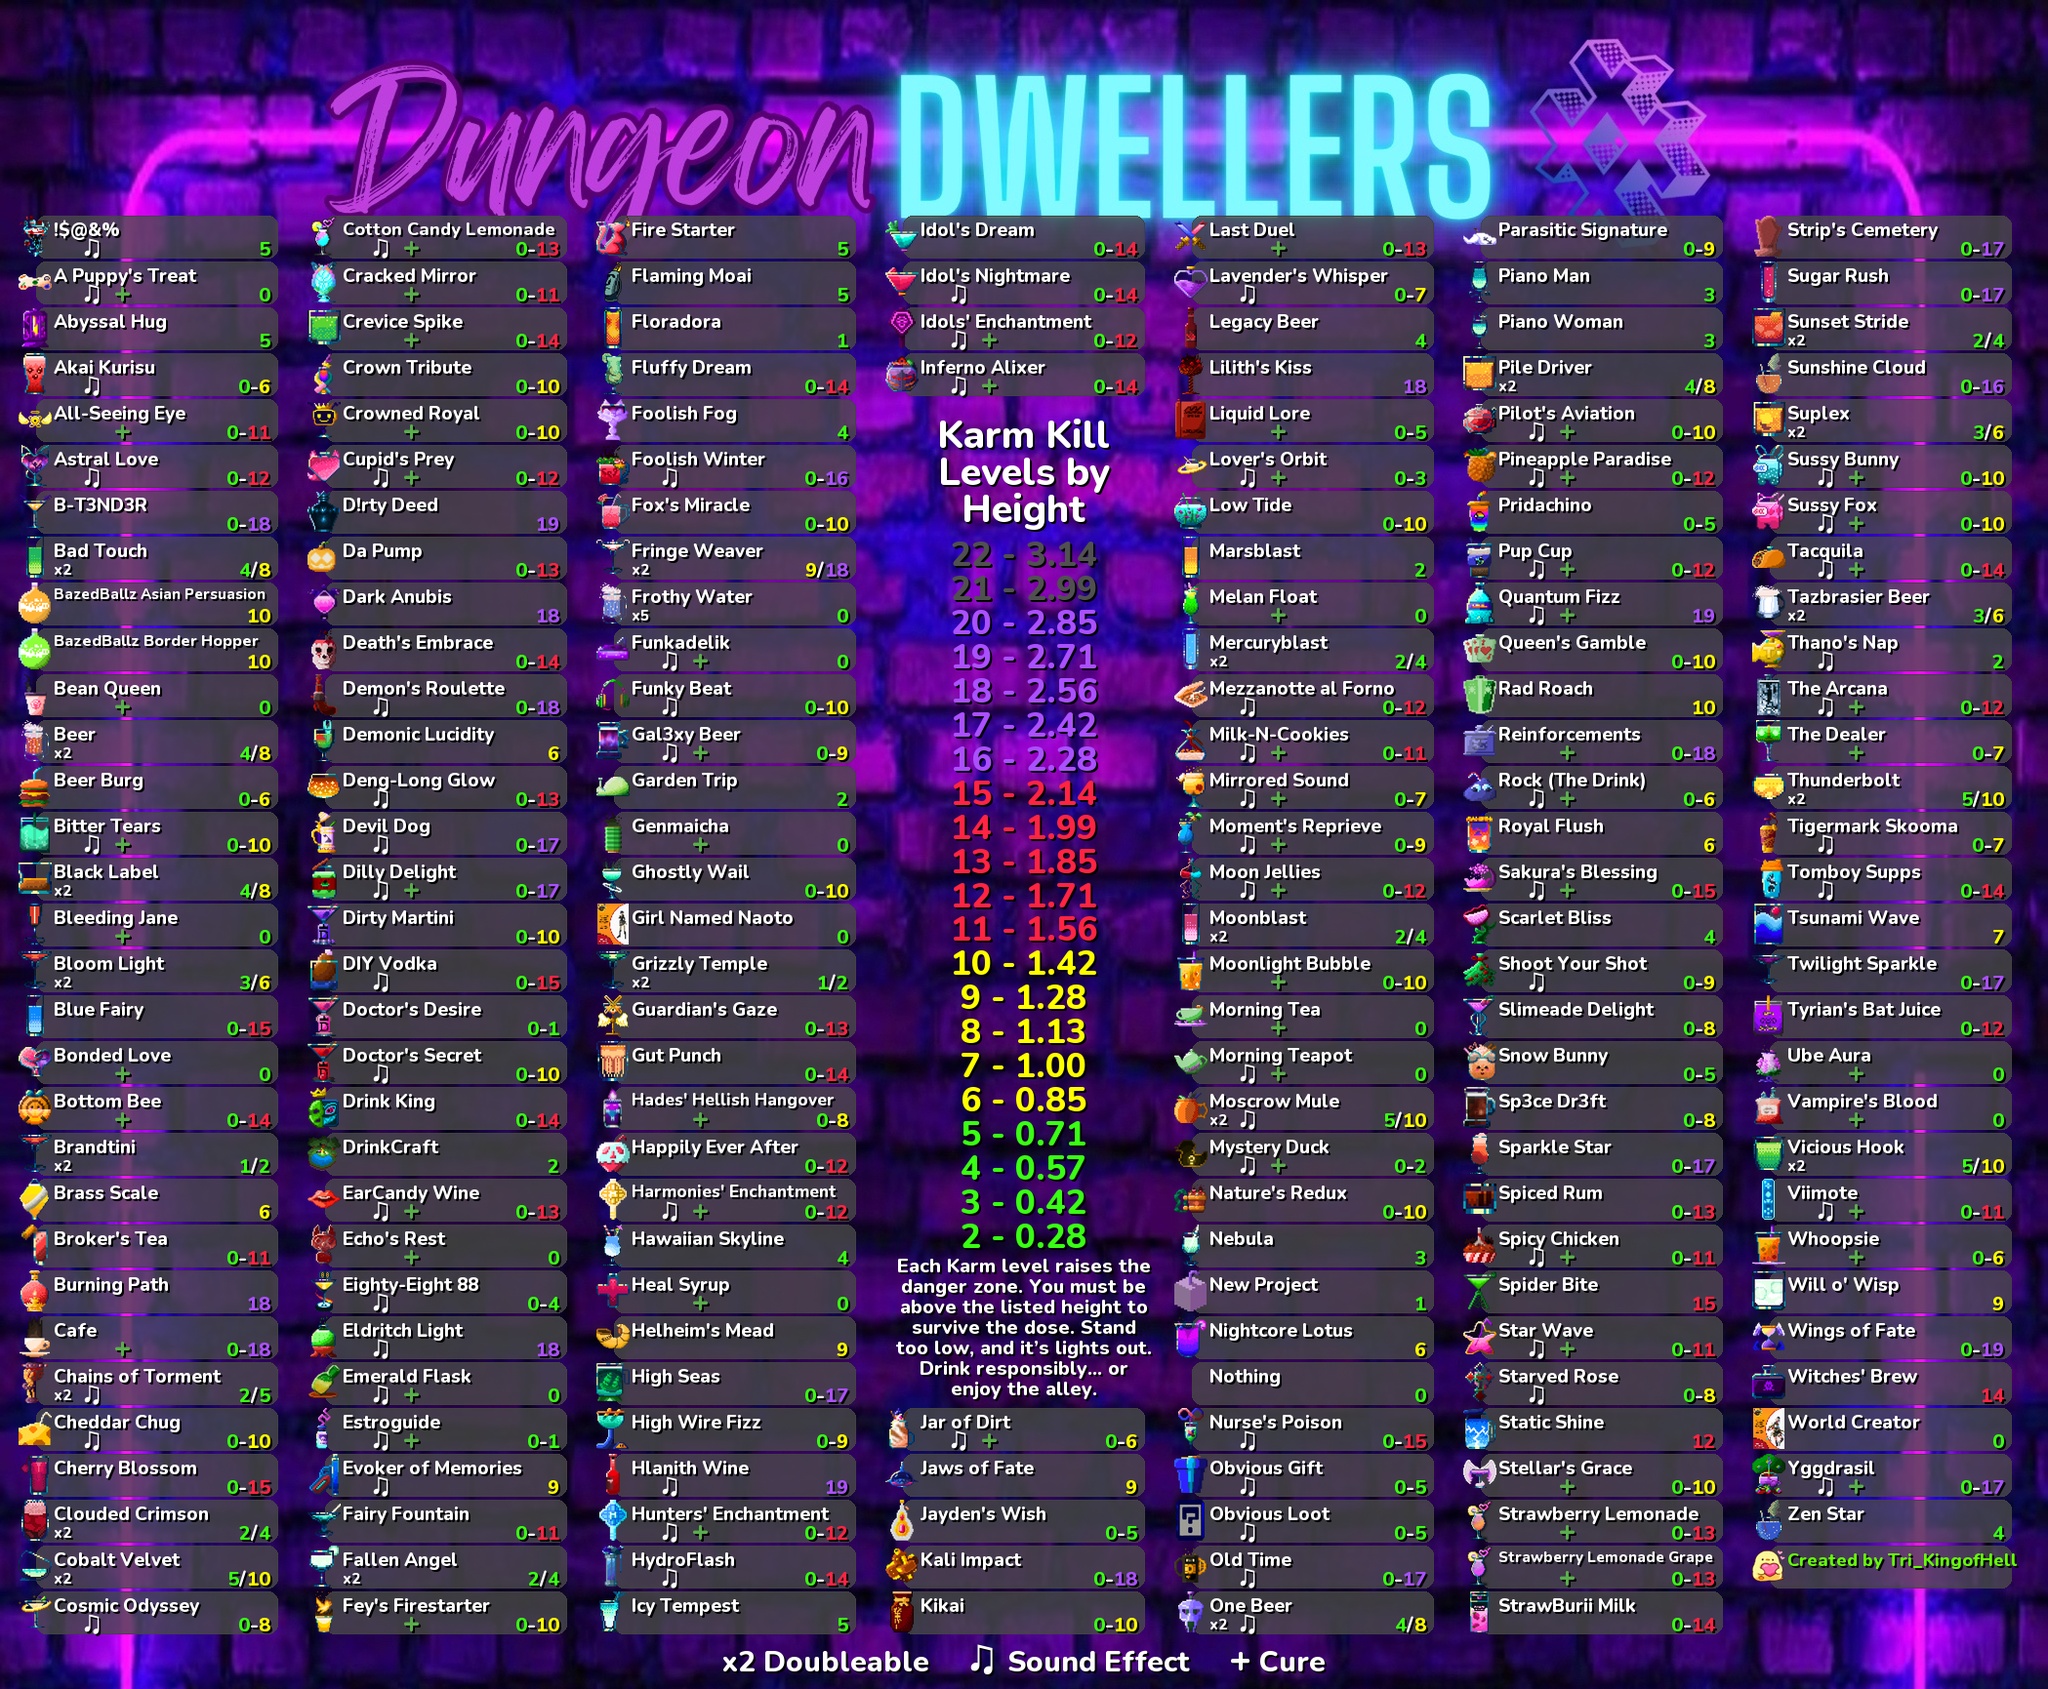 Dungeon DWELLERS
!$@&%
♫ 5
A Puppy's Treat
♫ + 0
Abyssal Hug
5
Akai Kurisu
♫ 0-6
All-Seeing Eye
+ 0-11
Astral Love
♫ 0-12
B-T3ND3R
0-18
Bad Touch
x2 4/8
BazedBallz Asian Persuasion
10
BazedBallz Border Hopper
10
Bean Queen
+ 0
Beer
x2 4/8
Beer Burg
0-6
Bitter Tears
♫ + 0-10
Black Label
x2 4/8
Bleeding Jane
+ 0
Bloom Light
x2 3/6
Blue Fairy
0-15
Bonded Love
+ 0
Bottom Bee
+ 0-14
Brandtini
x2 1/2
Brass Scale
6
Broker's Tea
0-11
Burning Path
18
Cafe
+ 0-18
Chains of Torment
x2 ♫ 2/5
Cheddar Chug
♫ 0-10
Cherry Blossom
0-15
Clouded Crimson
x2 2/4
Cobalt Velvet
x2 5/10
Cosmic Odyssey
♫ 0-8
Cotton Candy Lemonade
♫ + 0-13
Cracked Mirror
+ 0-11
Crevice Spike
+ 0-14
Crown Tribute
0-10
Crowned Royal
+ 0-10
Cupid's Prey
♫ + 0-12
D!rty Deed
19
Da Pump
0-13
Dark Anubis
18
Death's Embrace
0-14
Demon's Roulette
♫ 0-18
Demonic Lucidity
6
Deng-Long Glow
♫ 0-13
Devil Dog
♫ 0-17
Dilly Delight
♫ + 0-17
Dirty Martini
0-10
DIY Vodka
♫ 0-15
Doctor's Desire
0-1
Doctor's Secret
♫ 0-10
Drink King
0-14
DrinkCraft
2
EarCandy Wine
♫ + 0-13
Echo's Rest
+ 0
Eighty-Eight 88
♫ 0-4
Eldritch Light
♫ 18
Emerald Flask
♫ + 0
Estroguide
♫ + 0-1
Evoker of Memories
♫ 9
Fairy Fountain
0-11
Fallen Angel
x2 2/4
Fey's Firestarter
+ 0-10
Fire Starter
5
Flaming Moai
5
Floradora
1
Fluffy Dream
0-14
Foolish Fog
4
Foolish Winter
♫ 0-16
Fox's Miracle
0-10
Fringe Weaver
x2 9/18
Frothy Water
x5 0
Funkadelik
♫ + 0
Funky Beat
♫ 0-10
Gal3xy Beer
♫ + 0-9
Garden Trip
2
Genmaicha
+ 0
Ghostly Wail
0-10
Girl Named Naoto
0
Grizzly Temple
x2 1/2
Guardian's Gaze
0-13
Gut Punch
0-14
Hades' Hellish Hangover
+ 0-8
Happily Ever After
0-12
Harmonies' Enchantment
♫ + 0-12
Hawaiian Skyline
4
Heal Syrup
+ 0
Helheim's Mead
9
High Seas
0-17
High Wire Fizz
0-9
Hlanith Wine
19
Hunters' Enchantment
♫ + 0-12
HydroFlash
♫ 0-14
Icy Tempest
5
Idol's Dream
0-14
Idol's Nightmare
♫ 0-14
Idols' Enchantment
♫ + 0-12
Inferno Alixer
♫ + 0-14
Karm Kill
Levels by
Height
22 - 3.14
21 - 2.99
20 - 2.85
19 - 2.71
18 - 2.56
17 - 2.42
16 - 2.28
15 - 2.14
14 - 1.99
13 - 1.85
12 - 1.71
11 - 1.56
10 - 1.42
9 - 1.28
8 - 1.13
7 - 1.00
6 - 0.85
5 - 0.71
4 - 0.57
3 - 0.42
2 - 0.28
Each Karm level raises the
danger zone. You must be
above the listed height to
survive the dose. Stand
too low, and it's lights out.
Drink responsibly... or
enjoy the alley.
Jar of Dirt
♫ + 0-6
Jaws of Fate
9
Jayden's Wish
0-5
Kali Impact
0-18
Kikai
0-10
Last Duel
+ 0-13
Lavender's Whisper
♫ 0-7
Legacy Beer
4
Lilith's Kiss
18
Liquid Lore
+ 0-5
Lover's Orbit
♫ + 0-3
Low Tide
0-10
Marsblast
2
Melan Float
+ 0
Mercuryblast
x2 2/4
Mezzanotte al Forno
♫ 0-12
Milk-N-Cookies
♫ + 0-11
Mirrored Sound
♫ + 0-7
Moment's Reprieve
♫ + 0-9
Moon Jellies
♫ + 0-12
Moonblast
x2 2/4
Moonlight Bubble
+ 0-10
Morning Tea
+ 0
Morning Teapot
♫ + 0
Moscrow Mule
x2 ♫ 5/10
Mystery Duck
♫ + 0-2
Nature's Redux
0-10
Nebula
3
New Project
1
Nightcore Lotus
6
Nothing
0
Nurse's Poison
♫ 0-15
Obvious Gift
♫ 0-5
Obvious Loot
♫ 0-5
Old Time
♫ 0-17
One Beer
x2 ♫ 4/8
Parasitic Signature
0-9
Piano Man
3
Piano Woman
3
Pile Driver
x2 4/8
Pilot's Aviation
♫ + 0-10
Pineapple Paradise
♫ + 0-12
Pridachino
0-5
Pup Cup
♫ + 0-12
Quantum Fizz
♫ + 19
Queen's Gamble
0-10
Rad Roach
10
Reinforcements
+ 0-18
Rock (The Drink)
♫ + 0-6
Royal Flush
6
Sakura's Blessing
♫ + 0-15
Scarlet Bliss
4
Shoot Your Shot
♫ 0-9
Slimeade Delight
0-8
Snow Bunny
0-5
Sp3ce Dr3ft
0-8
Sparkle Star
0-17
Spiced Rum
0-13
Spicy Chicken
♫ + 0-11
Spider Bite
15
Star Wave
♫ + 0-11
Starved Rose
♫ 0-8
Static Shine
12
Stellar's Grace
+ 0-10
Strawberry Lemonade
+ 0-13
Strawberry Lemonade Grape
+ 0-13
StrawBurii Milk
0-14
Strip's Cemetery
0-17
Sugar Rush
0-17
Sunset Stride
x2 2/4
Sunshine Cloud
0-16
Suplex
x2 3/6
Sussy Bunny
♫ + 0-10
Sussy Fox
♫ + 0-10
Tacquila
♫ + 0-14
Tazbrasier Beer
x2 3/6
Thano's Nap
♫ 2
The Arcana
♫ + 0-12
The Dealer
+ 0-7
Thunderbolt
x2 5/10
Tigermark Skooma
♫ 0-7
Tomboy Supps
♫ 0-14
Tsunami Wave
7
Twilight Sparkle
0-17
Tyrian's Bat Juice
0-12
Ube Aura
+ 0
Vampire's Blood
+ 0
Vicious Hook
x2 5/10
Viimote
♫ + 0-11
Whoopsie
+ 0-6
Will o' Wisp
9
Wings of Fate
0-19
Witches' Brew
14
World Creator
0
Yggdrasil
♫ + 0-17
Zen Star
4
Created by Tri_KingofHell
x2 Doubleable ♫ Sound Effect + Cure